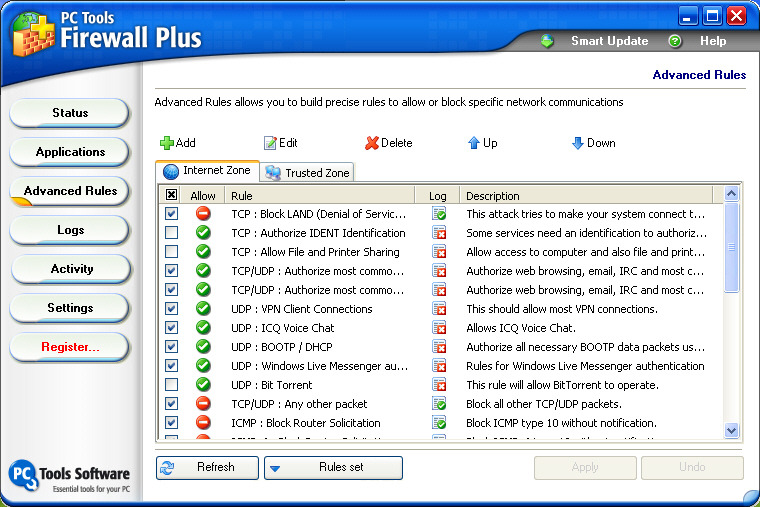 PC Tools
Firewall Plus
Smart Update
Help
Advanced Rules
Advanced Rules allows you to build precise rules to allow or block specific network communications
Status
Applications
Advanced Rules
Logs
Activity
Settings
Register...
Add Edit Delete Up Down
Internet Zone Trusted Zone
Allow Rule Log Description
TCP : Block LAND (Denial of Servic... This attack tries to make your system connect t...
TCP : Authorize IDENT Identification Some services need an identification to authoriz...
TCP : Allow File and Printer Sharing Allow access to computer and also file and print...
TCP/UDP : Authorize most commo... Authorize web browsing, email, IRC and most c...
TCP/UDP : Authorize most commo... Authorize web browsing, email, IRC and most c...
UDP : VPN Client Connections This should allow most VPN connections.
UDP : ICQ Voice Chat Allows ICQ Voice Chat.
UDP : BOOTP / DHCP Authorize all necessary BOOTP data packets us...
UDP : Windows Live Messenger au... Rules for Windows Live Messenger authentication
UDP : Bit Torrent This rule will allow BitTorrent to operate.
TCP/UDP : Any other packet Block all other TCP/UDP packets.
ICMP : Block Router Solicitation Block ICMP type 10 without notification.
Refresh Rules set Apply Undo
PC Tools Software
Essential tools for your PC